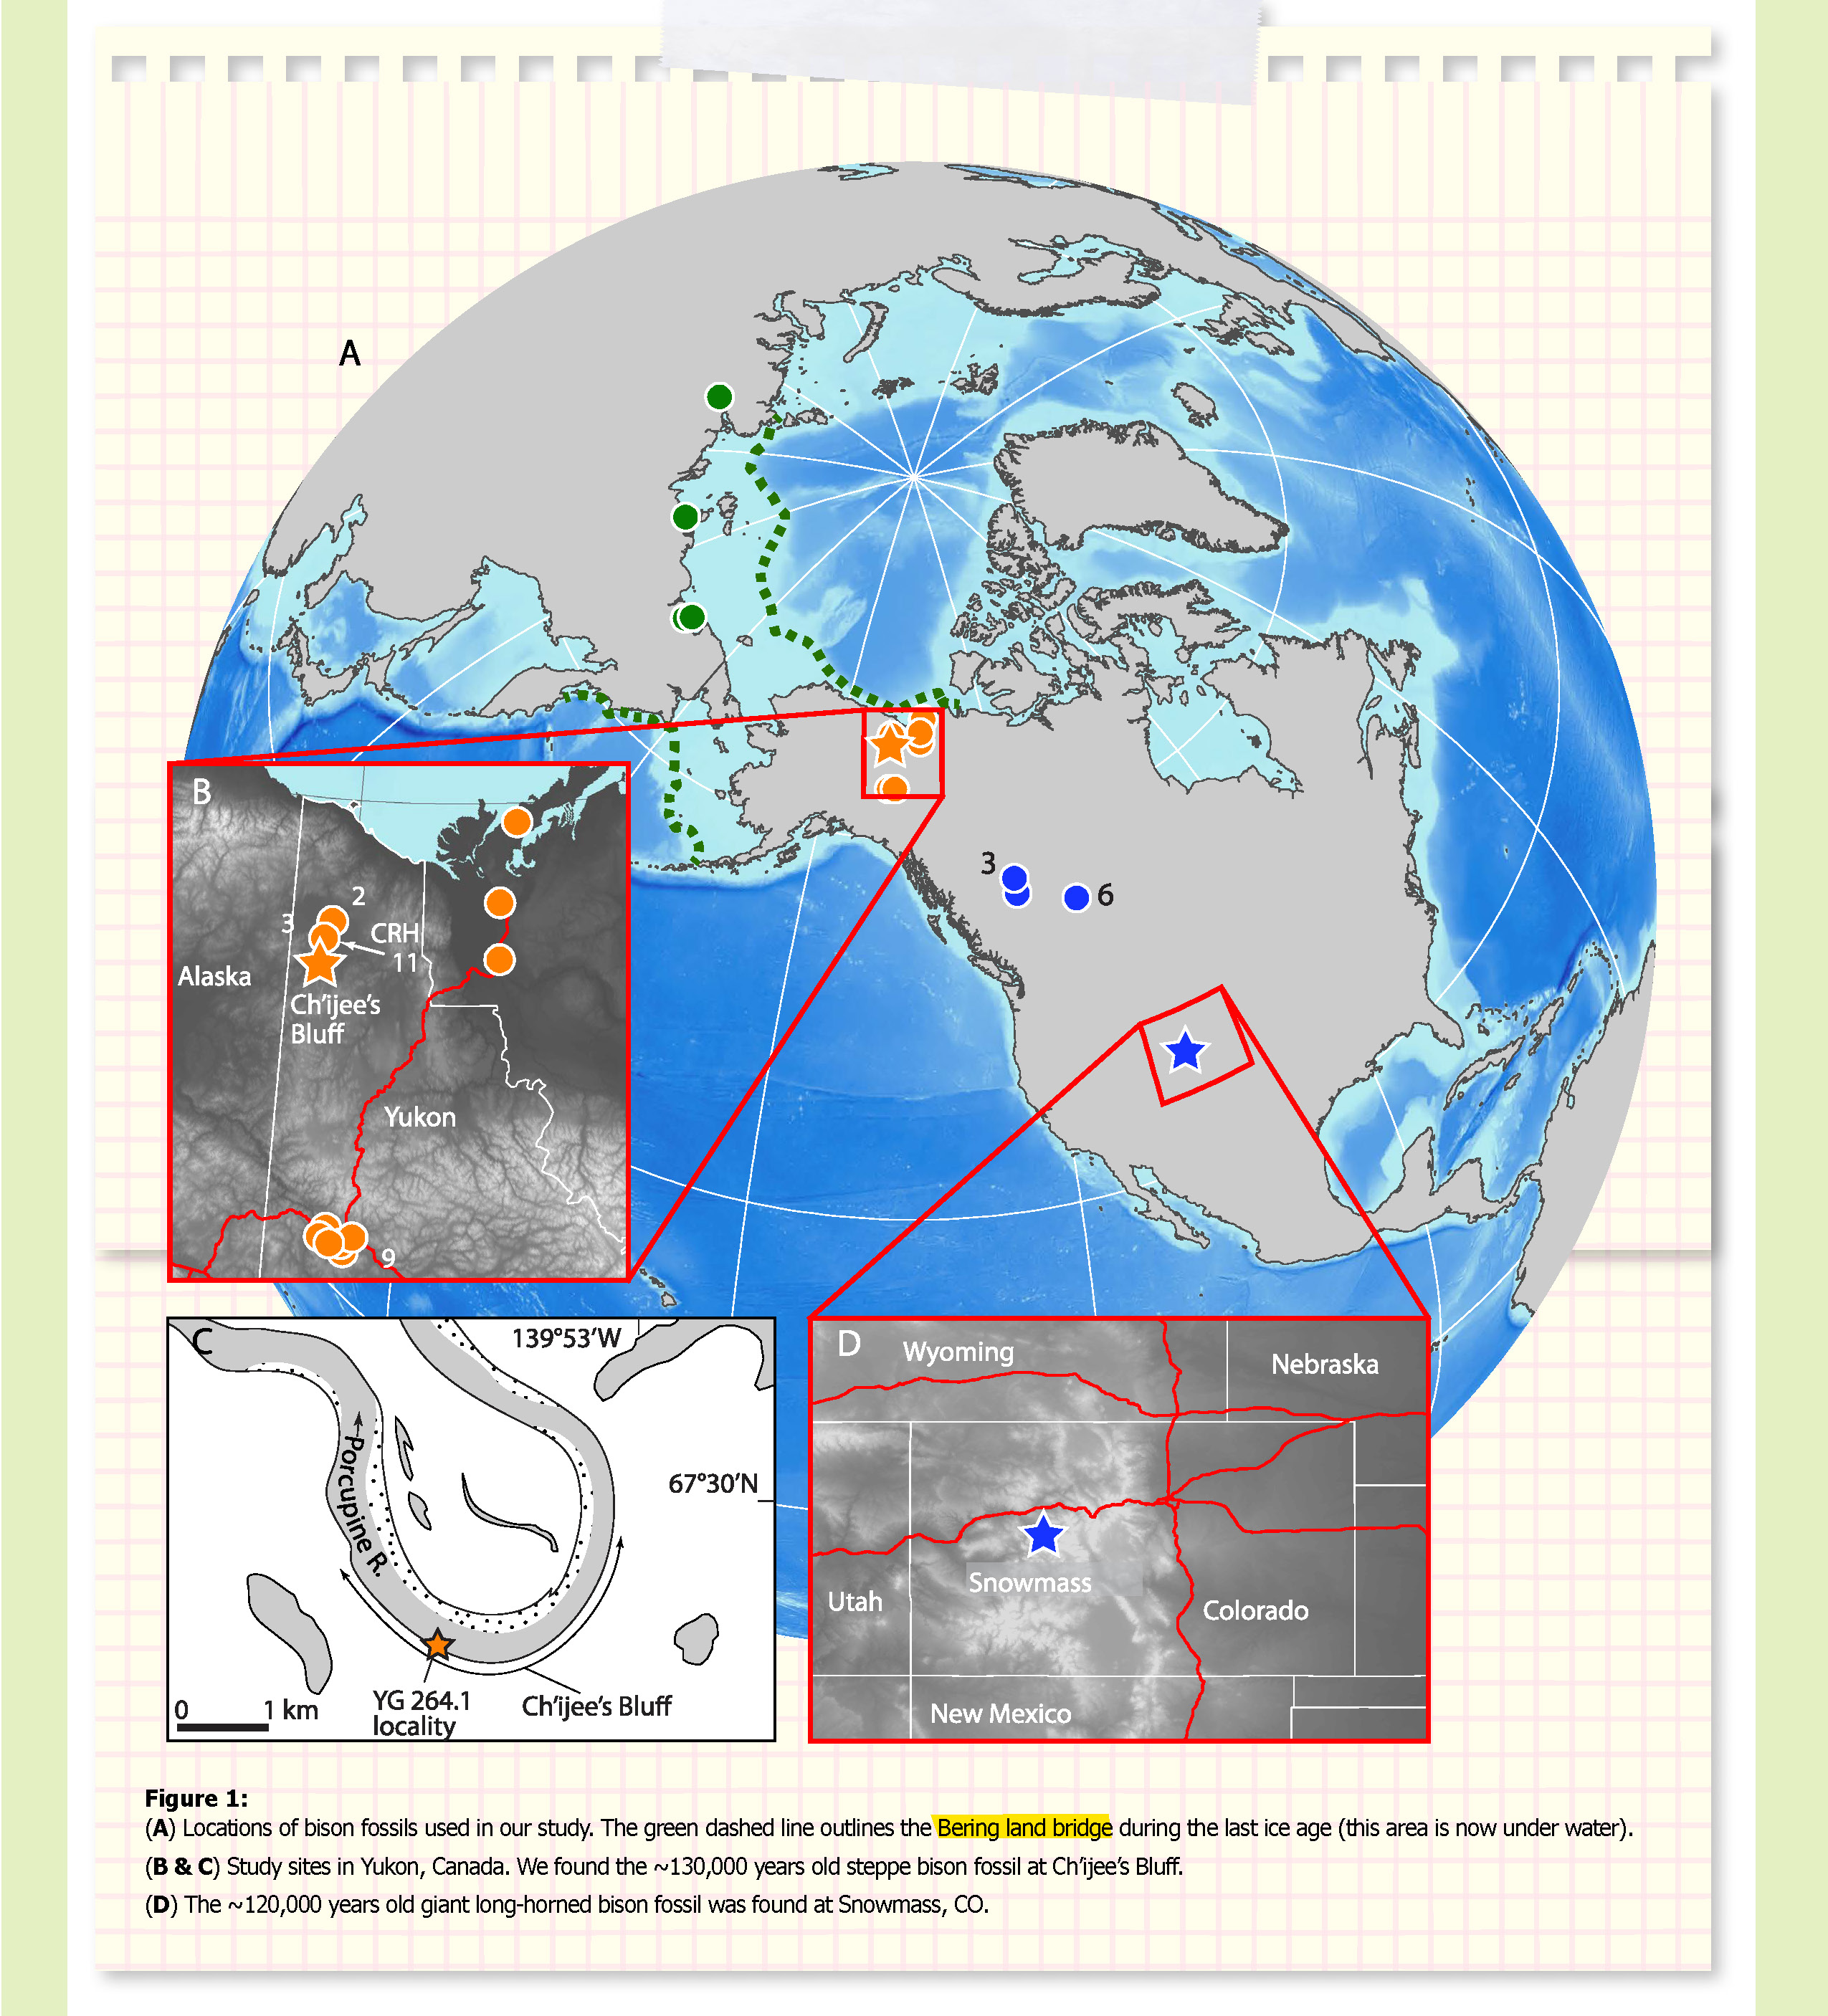 A
3
6
B
2
3
CRH
11
Alaska
Ch'ijee's
Bluff
Yukon
9
C
139°53'W
67°30'N
Porcupine R.
0 1 km
YG 264.1
locality
Ch'ijee's Bluff
D
Wyoming
Nebraska
Snowmass
Utah
Colorado
New Mexico
Figure 1:
(A) Locations of bison fossils used in our study. The green dashed line outlines the Bering land bridge during the last ice age (this area is now under water).
(B & C) Study sites in Yukon, Canada. We found the ~130,000 years old steppe bison fossil at Ch'ijee's Bluff.
(D) The ~120,000 years old giant long-horned bison fossil was found at Snowmass, CO.